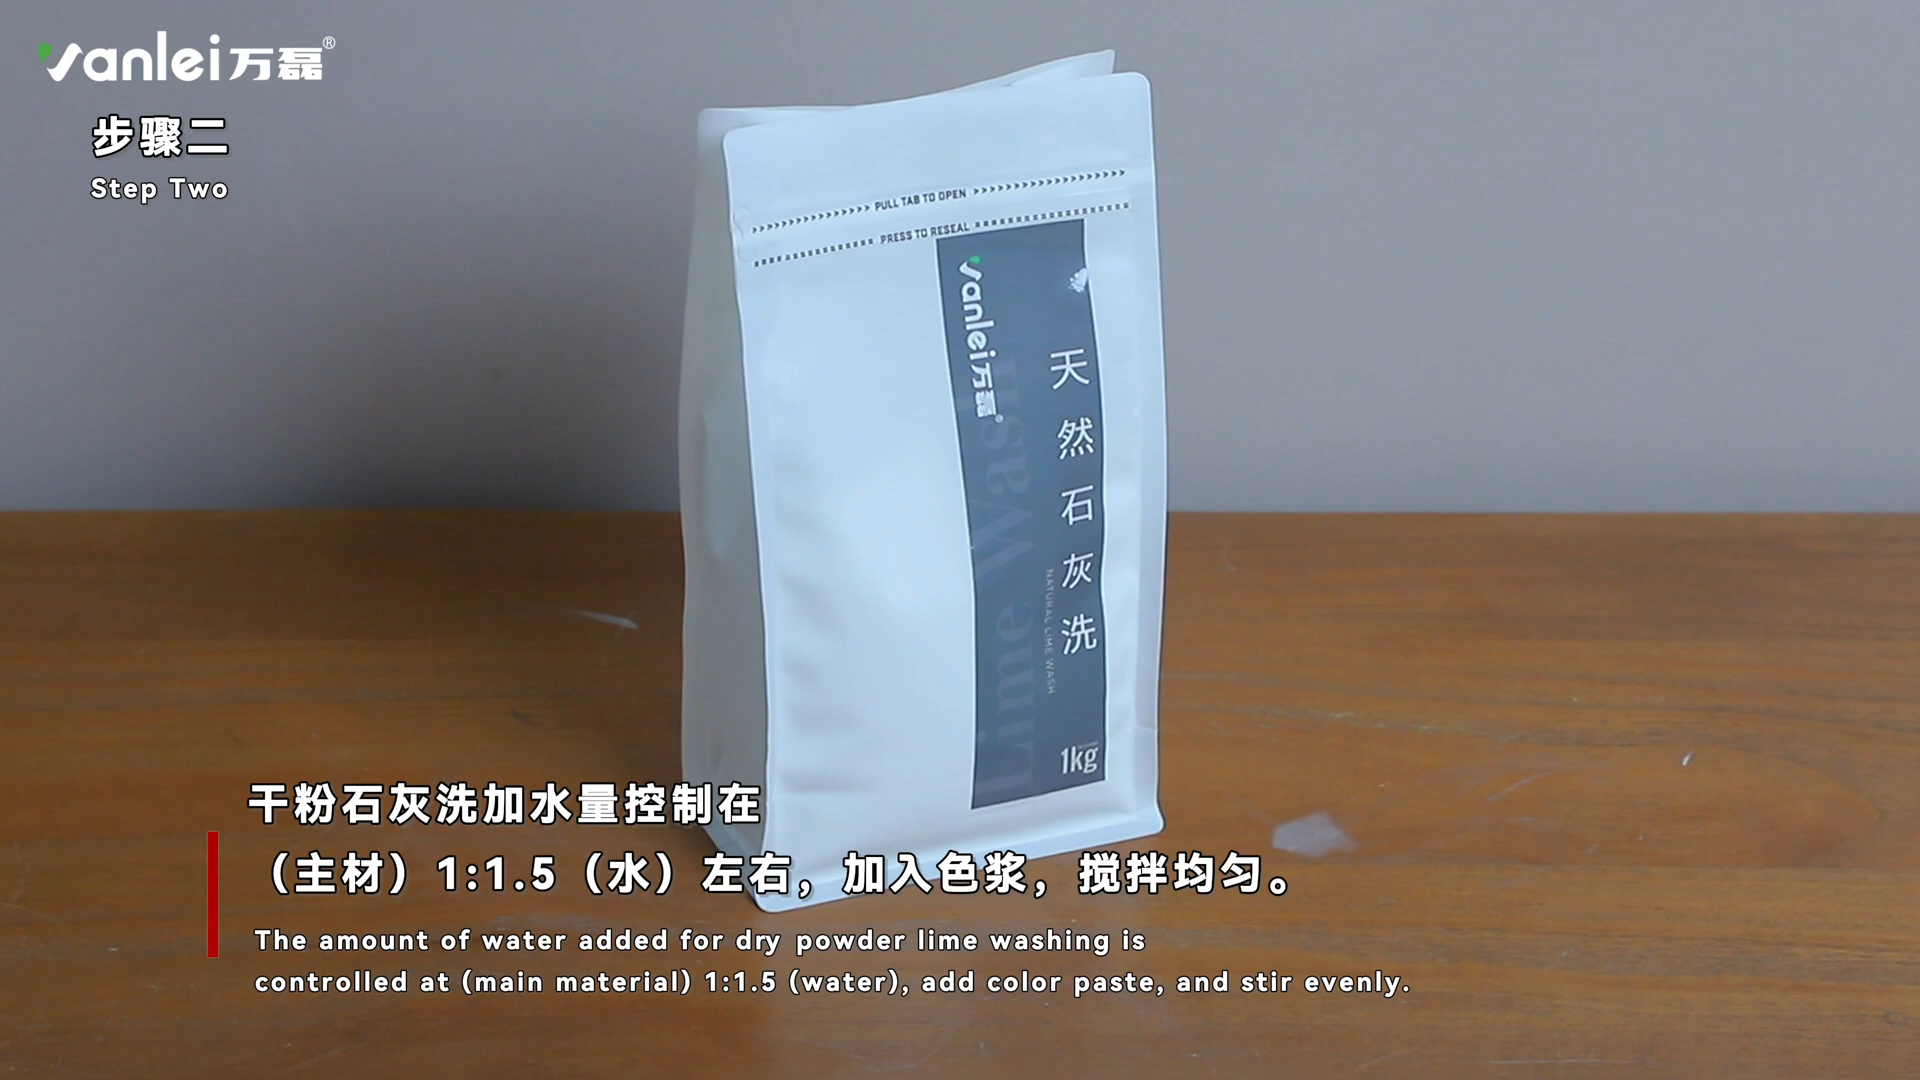 vanlei万磊®
步骤二
Step Two
PULL TAB TO OPEN
PRESS TO RESEAL
vanlei万磊®
天然石灰洗
NATURAL LIME WASH
Lime Wash
1kg
干粉石灰洗加水量控制在
（主材）1:1.5（水）左右，加入色浆，搅拌均匀。
The amount of water added for dry powder lime washing is
controlled at (main material) 1:1.5 (water), add color paste, and stir evenly.